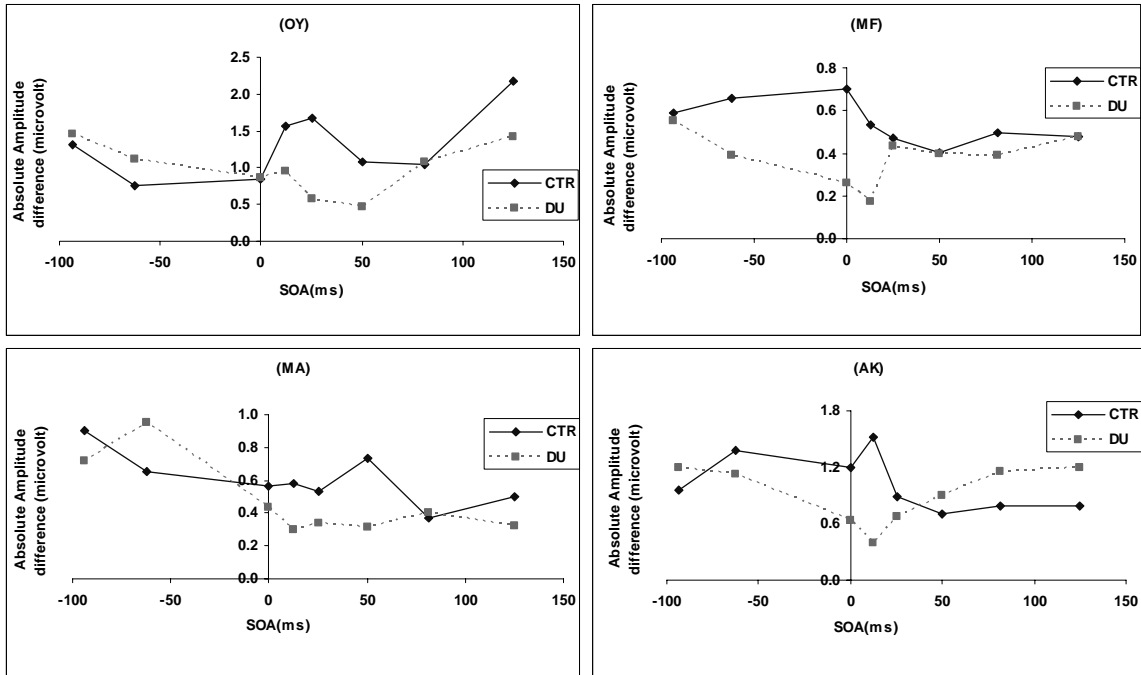 (OY)
Absolute Amplitude
difference (microvolt)
2.5
2.0
1.5
1.0
0.5
0.0
-100 -50 0 50 100 150
SOA(ms)
CTR
DU
(MF)
Absolute Amplitude
difference (microvolt)
0.8
0.6
0.4
0.2
0.0
-100 -50 0 50 100 150
SOA(ms)
CTR
DU
(MA)
Absolute Amplitude
difference (microvolt)
1.0
0.8
0.6
0.4
0.2
0.0
-100 -50 0 50 100 150
SOA(ms)
CTR
DU
(AK)
Absolute Amplitude
difference (microvolt)
1.8
1.2
0.6
0.0
-100 -50 0 50 100 150
SOA(ms)
CTR
DU